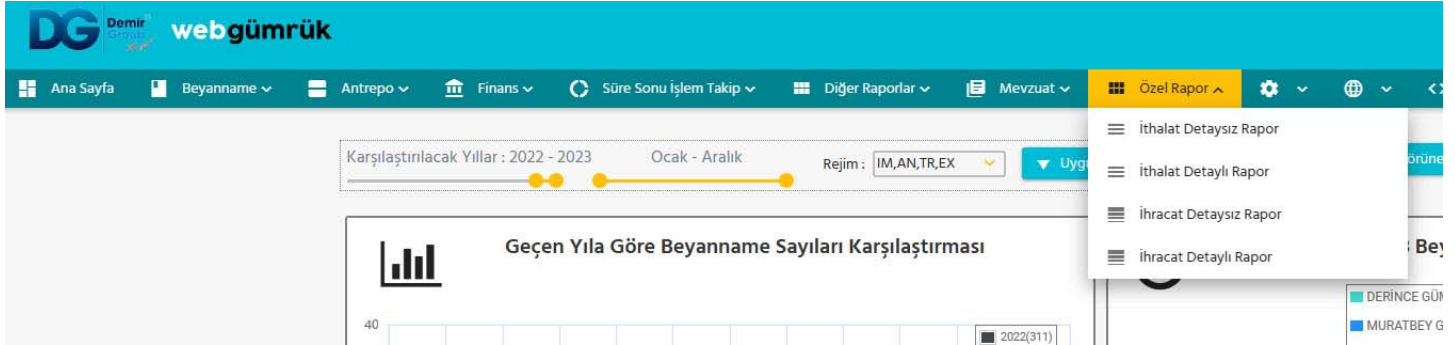 DG Demir Group webgümrük
Ana Sayfa Beyanname Antrepo Finans Süre Sonu İşlem Takip Diğer Raporlar Mevzuat Özel Rapor
İthalat Detaysız Rapor
Karşılaştırılacak Yıllar : 2022 - 2023 Ocak - Aralık Rejim : IM,AN,TR,EX
İthalat Detaylı Rapor
İhracat Detaysız Rapor
Geçen Yıla Göre Beyanname Sayıları Karşılaştırması
İhracat Detaylı Rapor
DERİNCE
40
MURATBEY
2022(311)